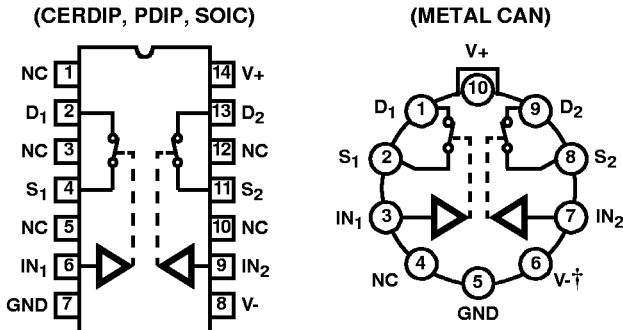 (CERDIP, PDIP, SOIC)
NC 1 14 V+
D1 2 13 D2
NC 3 12 NC
S1 4 11 S2
NC 5 10 NC
IN1 6 9 IN2
GND 7 8 V-
(METAL CAN)
V+
10
D1 1 9 D2
S1 2 8 S2
IN1 3 7 IN2
NC 4 6 V-†
5
GND